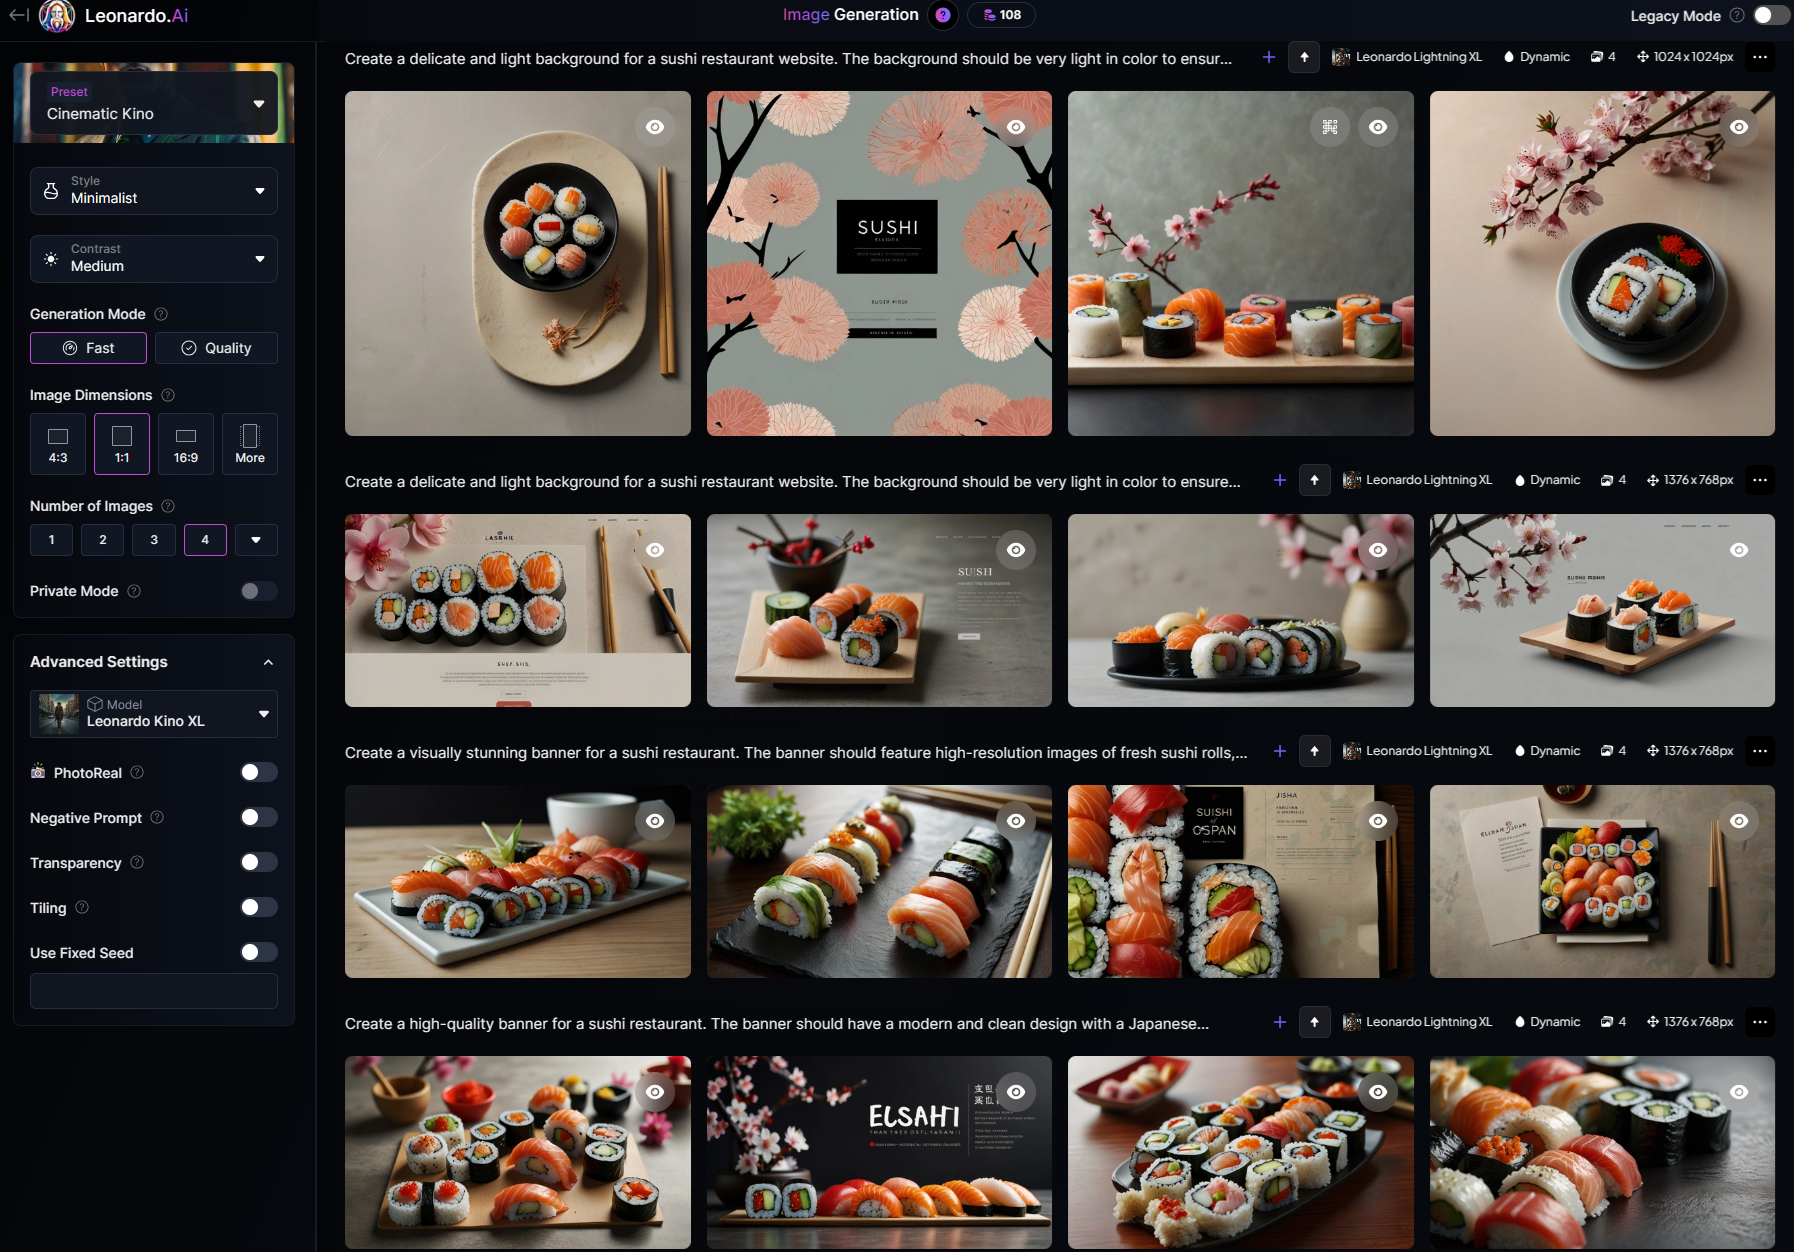 Leonardo.Ai
Image Generation
108
Legacy Mode
Preset
Cinematic Kino
Style
Minimalist
Contrast
Medium
Generation Mode
Fast
Quality
Image Dimensions
4:3
1:1
16:9
More
Number of Images
1
2
3
4
Private Mode
Advanced Settings
Model
Leonardo Kino XL
PhotoReal
Negative Prompt
Transparency
Tiling
Use Fixed Seed
Create a delicate and light background for a sushi restaurant website. The background should be very light in color to ensur...
Leonardo Lightning XL
Dynamic
4
1024x1024px
SUSHI
Create a delicate and light background for a sushi restaurant website. The background should be very light in color to ensure...
Leonardo Lightning XL
Dynamic
4
1376x768px
Create a visually stunning banner for a sushi restaurant. The banner should feature high-resolution images of fresh sushi rolls,...
Leonardo Lightning XL
Dynamic
4
1376x768px
JISHA
Create a high-quality banner for a sushi restaurant. The banner should have a modern and clean design with a Japanese...
Leonardo Lightning XL
Dynamic
4
1376x768px